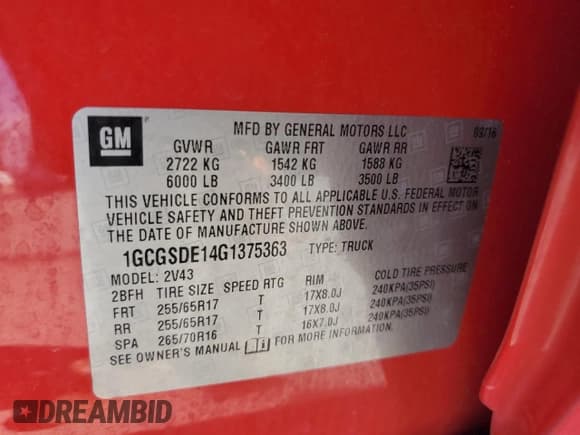 GM
MFD BY GENERAL MOTORS LLC 09/16
GVWR GAWR FRT GAWR RR
2722 KG 1542 KG 1588 KG
6000 LB 3400 LB 3500 LB
THIS VEHICLE CONFORMS TO ALL APPLICABLE U.S. FEDERAL MOTOR
VEHICLE SAFETY AND THEFT PREVENTION STANDARDS IN EFFECT ON
THE DATE OF MANUFACTURE SHOWN ABOVE.
1GCGSDE14G1375363 TYPE: TRUCK
MODEL: 2V43
2BFH TIRE SIZE SPEED RTG RIM COLD TIRE PRESSURE
FRT 255/65R17 T 17X8.0J 240KPA(35PSI)
RR 255/65R17 T 17X8.0J 240KPA(35PSI)
SPA 265/70R16 T 16X7.0J 240KPA(35PSI)
SEE OWNER'S MANUAL FOR MORE INFORMATION.
DREAMBID